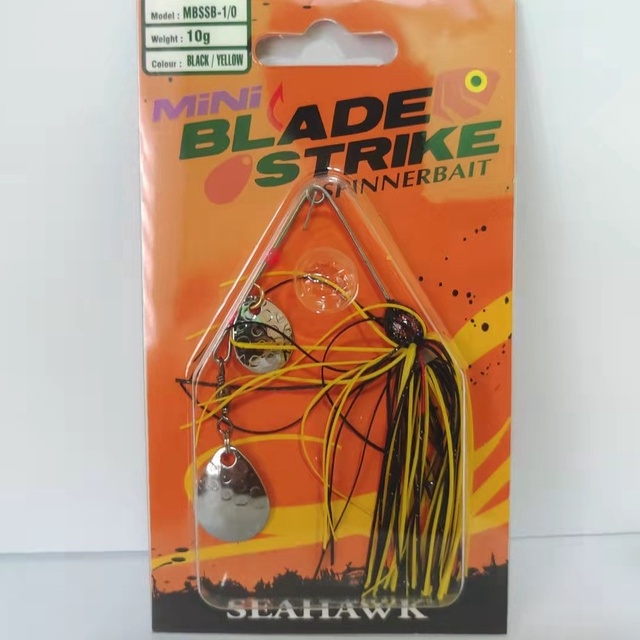 Model : MBSSB-1/0
Weight : 10g
Colour : BLACK / YELLOW
MiNi
BLADE
STRIKE
SPINNERBAIT
SEAHAWK